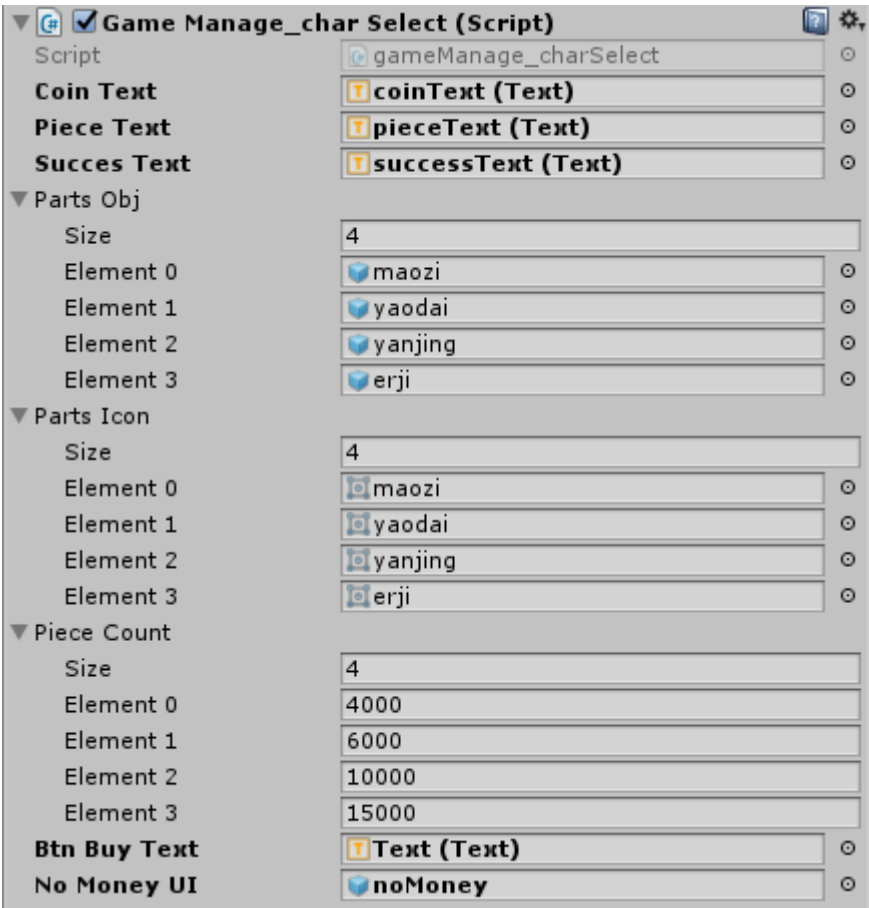 Game Manage_char Select (Script)
Script gameManage_charSelect
Coin Text coinText (Text)
Piece Text pieceText (Text)
Succes Text successText (Text)
Parts Obj
Size 4
Element 0 maozi
Element 1 yaodai
Element 2 yanjing
Element 3 erji
Parts Icon
Size 4
Element 0 maozi
Element 1 yaodai
Element 2 yanjing
Element 3 erji
Piece Count
Size 4
Element 0 4000
Element 1 6000
Element 2 10000
Element 3 15000
Btn Buy Text Text (Text)
No Money UI noMoney